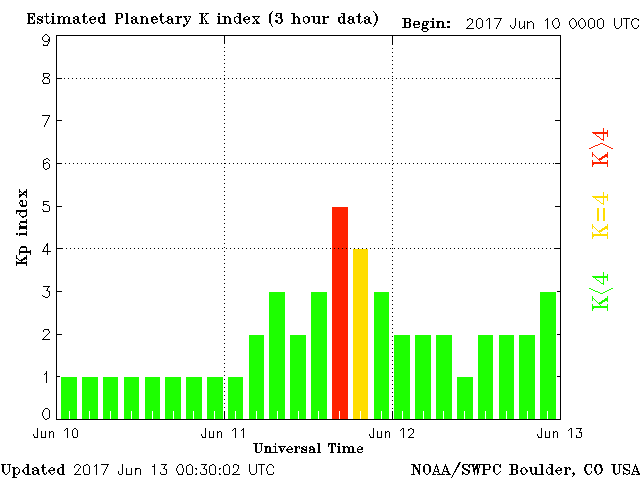 Estimated Planetary K index (3 hour data)
Begin: 2017 Jun 10 0000 UTC
9
8
7
6
5
4
3
2
1
0
Kp index
K>4
K=4
K<4
Jun 10
Jun 11
Jun 12
Jun 13
Universal Time
Updated 2017 Jun 13 00:30:02 UTC
NOAA/SWPC Boulder, CO USA